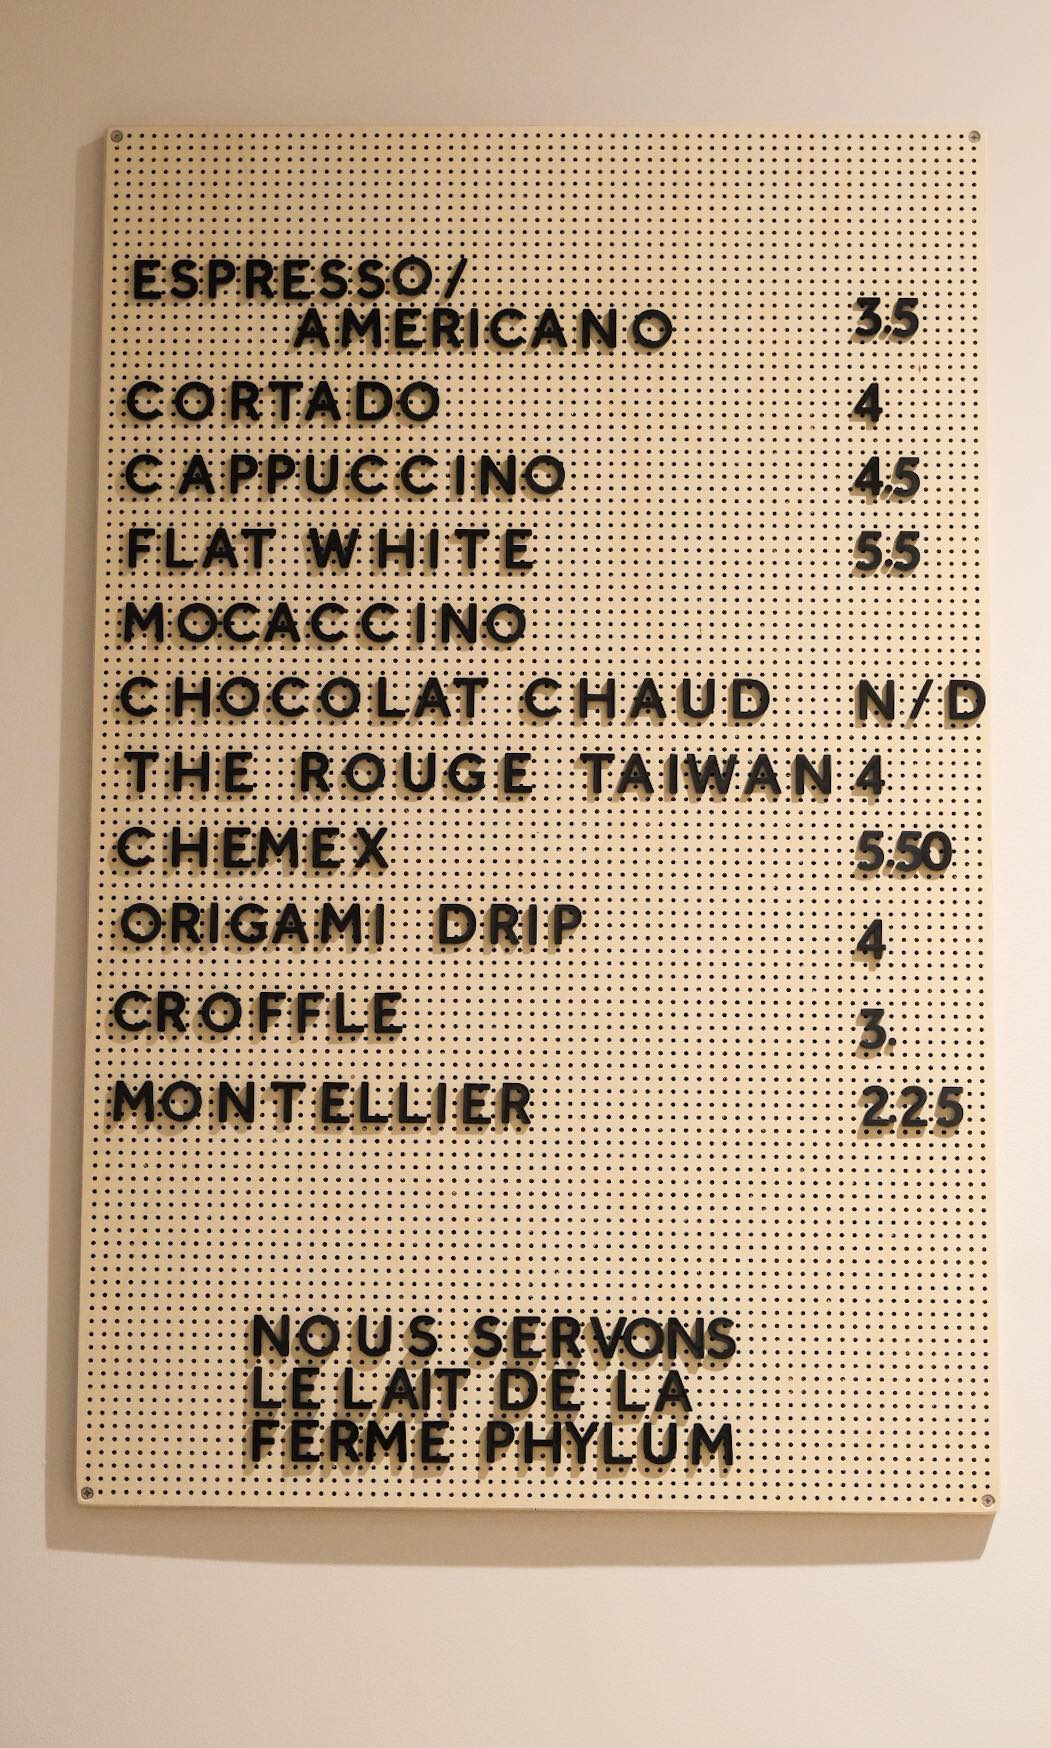 ESPRESSO/
AMERICANO 3.5
CORTADO 4
CAPPUCCINO 4.5
FLAT WHITE 5.5
MOCACCINO
CHOCOLAT CHAUD N/D
THE ROUGE TAIWAN 4
CHEMEX 5.50
ORIGAMI DRIP 4
CROFFLE 3.
MONTELLIER 2.25
NOUS SERVONS
LE LAIT DE LA
FERME PHYLUM